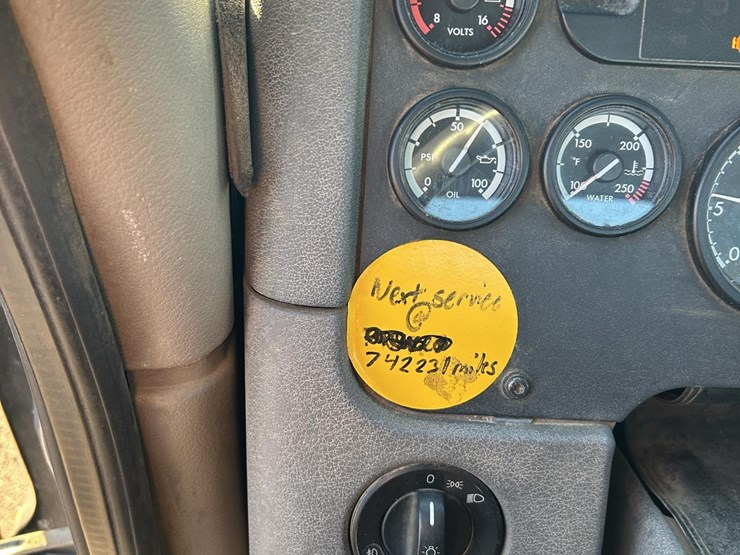 8 16
VOLTS
50
PSI
0 100
OIL
150 200
°F
100 250
WATER
5
0
Next service
@
742231 miles
0